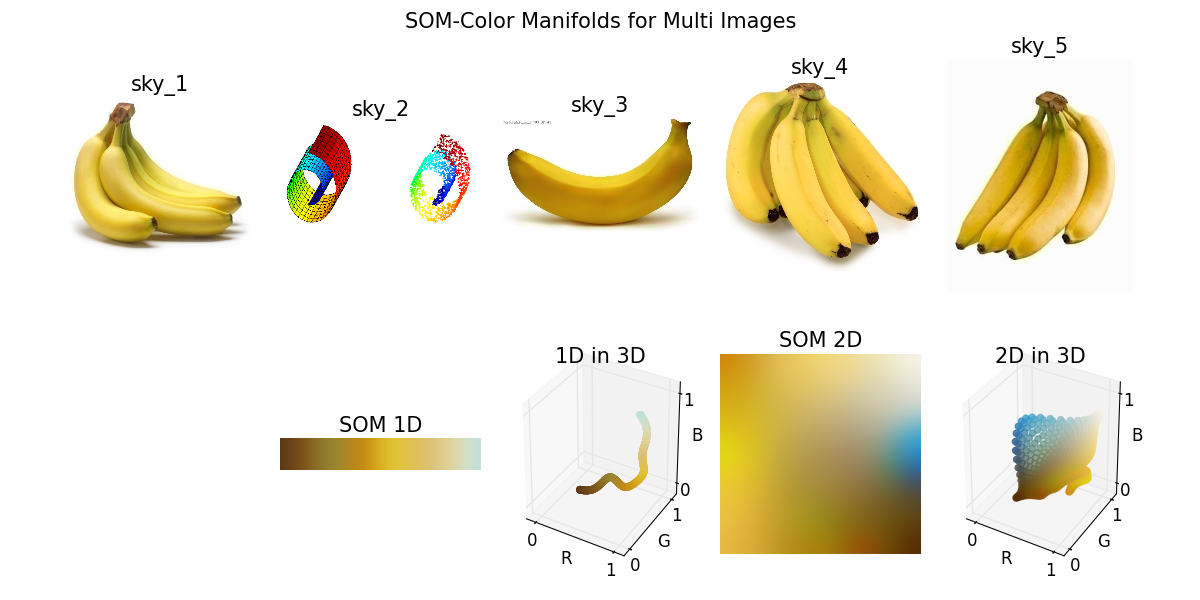 SOM-Color Manifolds for Multi Images
sky_1
sky_2
sky_3
sky_4
sky_5
SOM 1D
1D in 3D
1
B
0
1
G
0
R
0
1
SOM 2D
2D in 3D
1
B
0
1
G
0
R
0
1